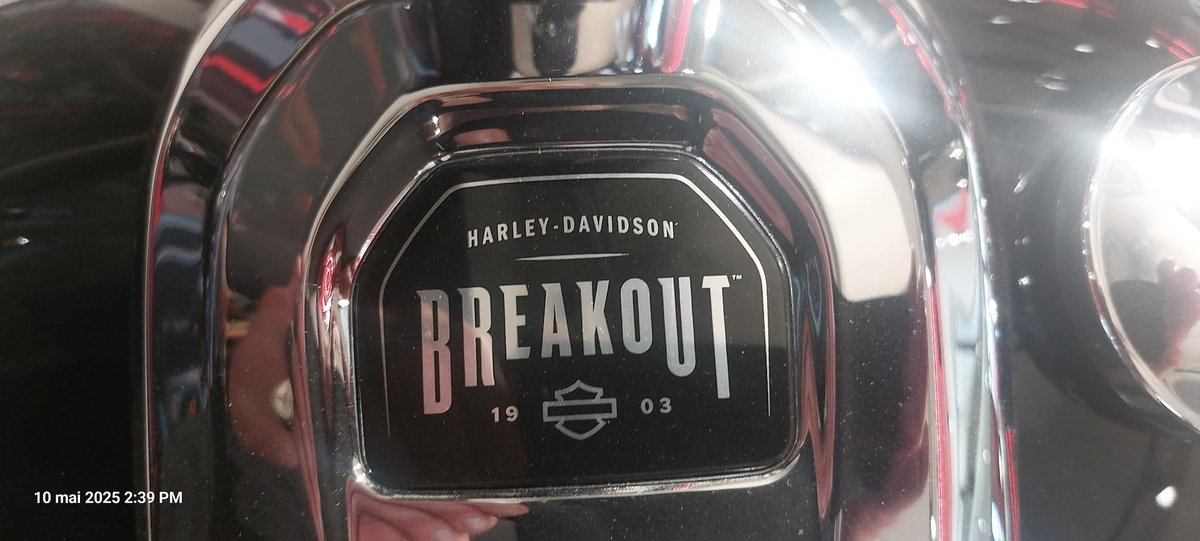 HARLEY-DAVIDSON
BREAKOUT™
19 03
10 mai 2025 2:39 PM